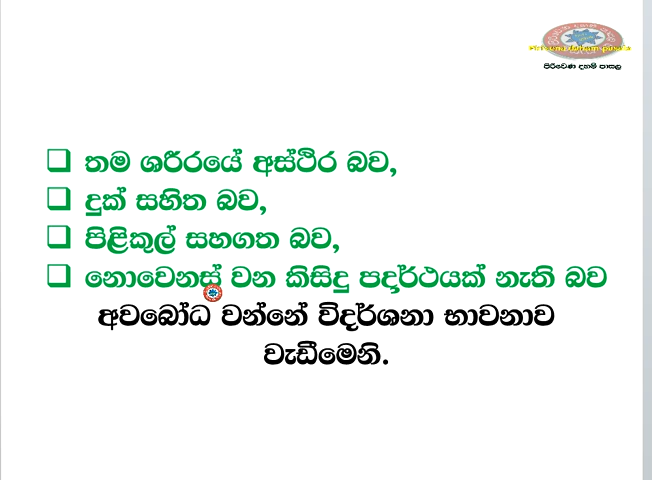 පිරිවෙණ දහම් පාසල
❑ තම ශරීරයේ අස්ථිර බව,
❑ දුක් සහිත බව,
❑ පිළිකුල් සහගත බව,
❑ නොවෙනස් වන කිසිදු පදාර්ථයක් නැති බව
අවබෝධ වන්නේ විදර්ශනා භාවනාව
වැඩීමෙනි.